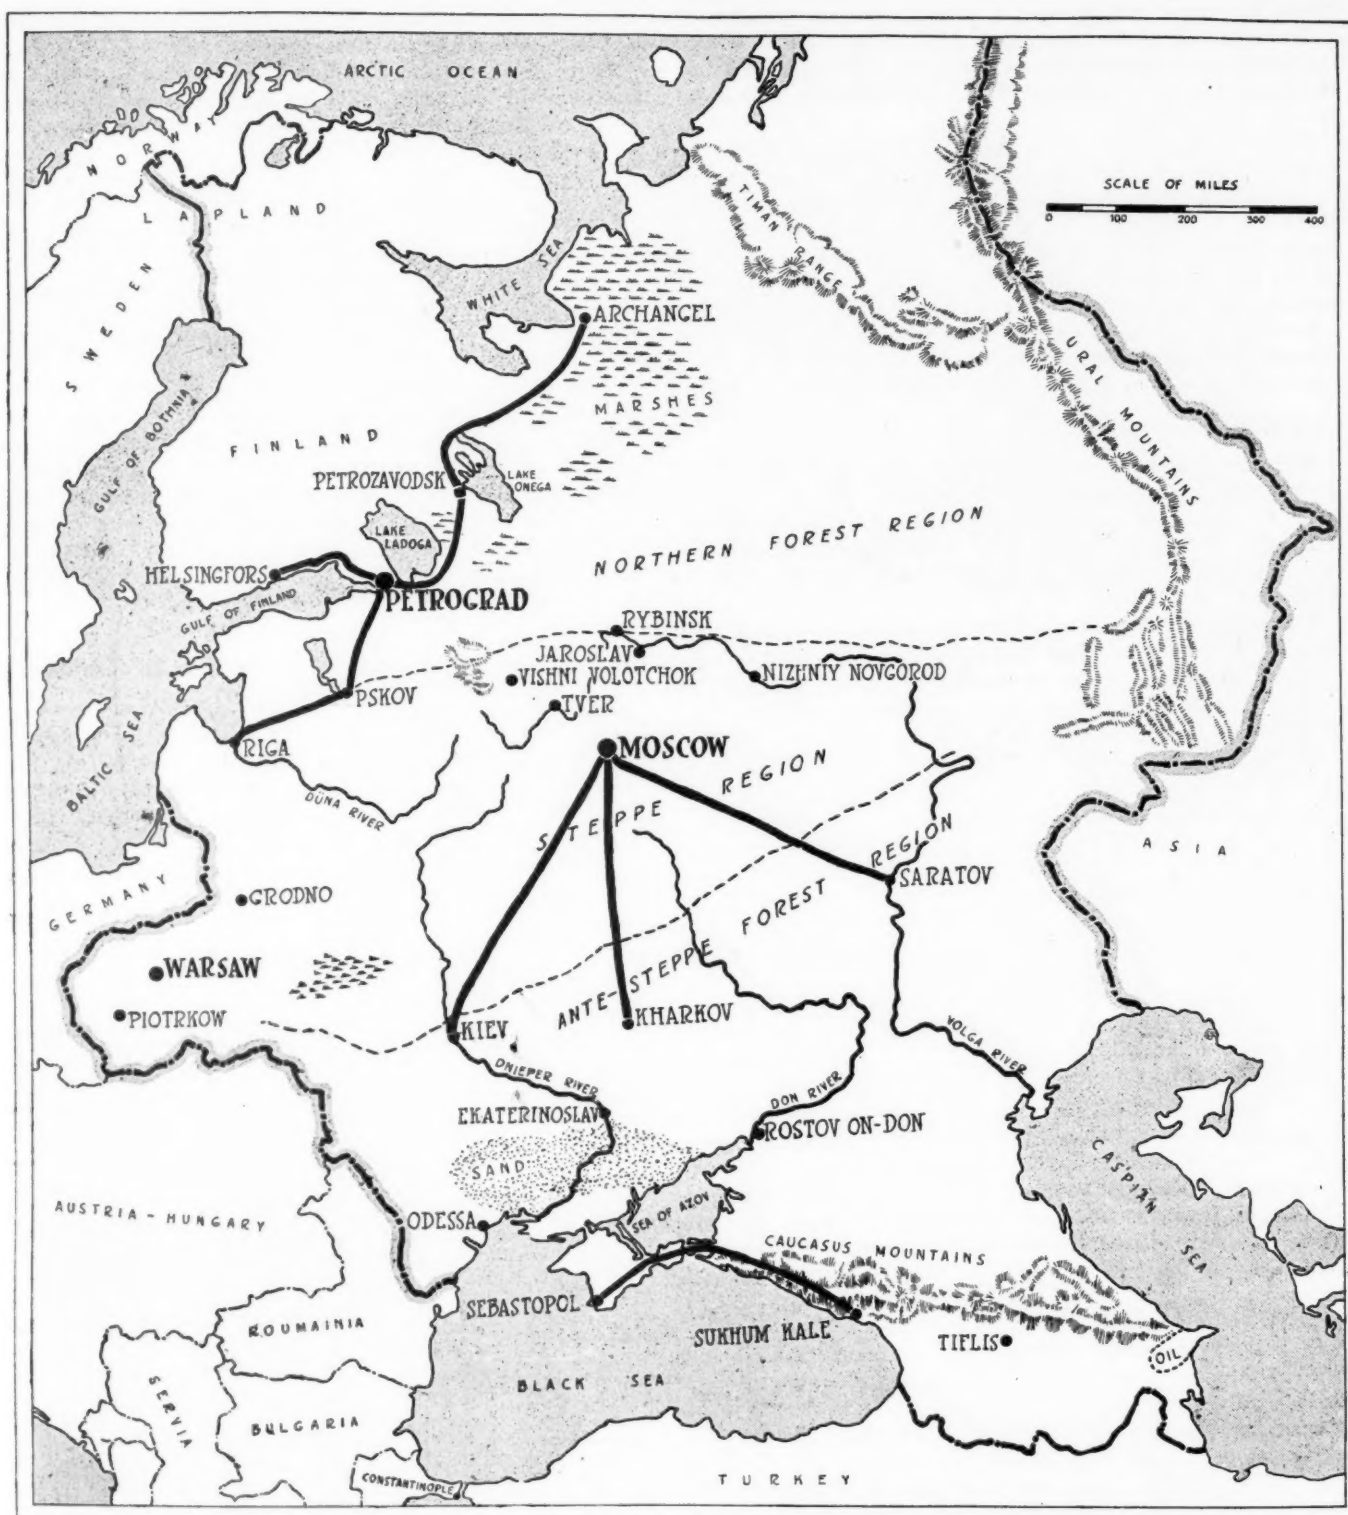 ARCTIC OCEAN
NORWAY
LAPLAND
SWEDEN
TIMAN RANGE
SCALE OF MILES
0 100 200 300 400
WHITE SEA
ARCHANGEL
URAL MOUNTAINS
MARSHES
GULF OF BOTHNIA
FINLAND
PETROZAVODSK
LAKE ONEGA
LAKE LADOGA
NORTHERN FOREST REGION
HELSINGFORS
PETROGRAD
GULF OF FINLAND
RYBINSK
JAROSLAV
VISHNI VOLOTCHOK
NIZHNIY NOVGOROD
PSKOV
TVER
BALTIC SEA
RIGA
MOSCOW
DÜNA RIVER
STEPPE REGION
ASIA
GERMANY
GRODNO
SARATOV
ANTE-STEPPE FOREST REGION
WARSAW
PIOTRKOW
KIEV
KHARKOV
VOLGA RIVER
DNIEPER RIVER
DON RIVER
EKATERINOSLAV
ROSTOV ON-DON
SAND
CASPIAN SEA
AUSTRIA-HUNGARY
ODESSA
SEA OF AZOV
CAUCASUS MOUNTAINS
SEBASTOPOL
ROUMAINIA
SUKHUM KALE
TIFLIS
OIL
BLACK SEA
SERVIA
BULGARIA
CONSTANTINOPLE
TURKEY